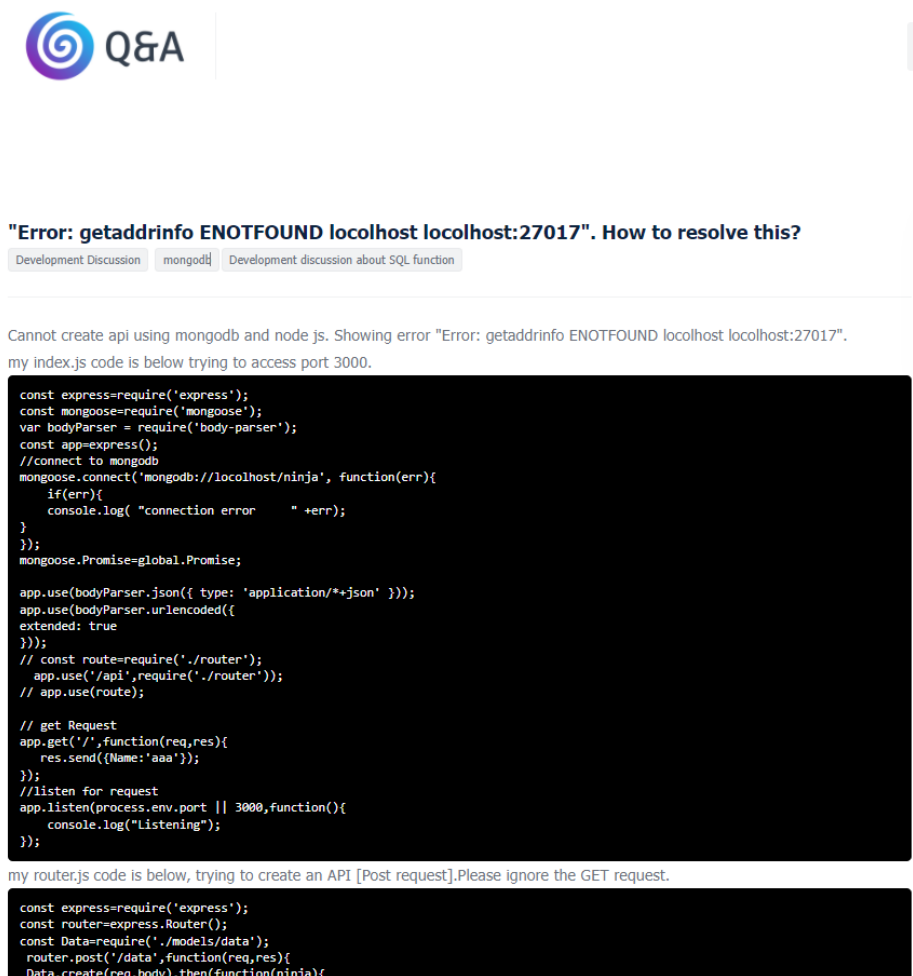 Q&A
"Error: getaddrinfo ENOTFOUND locolhost locolhost:27017". How to resolve this?
Development Discussion mongodb Development discussion about SQL function
Cannot create api using mongodb and node js. Showing error "Error: getaddrinfo ENOTFOUND locolhost locolhost:27017".
my index.js code is below trying to access port 3000.
const express=require('express');
const mongoose=require('mongoose');
var bodyParser = require('body-parser');
const app=express();
//connect to mongodb
mongoose.connect('mongodb://locolhost/ninja', function(err){
    if(err){
    console.log( "connection error     " +err);
}
});
mongoose.Promise=global.Promise;
app.use(bodyParser.json({ type: 'application/*+json' }));
app.use(bodyParser.urlencoded({
extended: true
}));
// const route=require('./router');
  app.use('/api',require('./router'));
// app.use(route);
// get Request
app.get('/',function(req,res){
   res.send({Name:'aaa'});
});
//listen for request
app.listen(process.env.port || 3000,function(){
    console.log("Listening");
});
my router.js code is below, trying to create an API [Post request].Please ignore the GET request.
const express=require('express');
const router=express.Router();
const Data=require('./models/data');
 router.post('/data',function(req,res){
 Data.create(req.body).then(function(ninja){